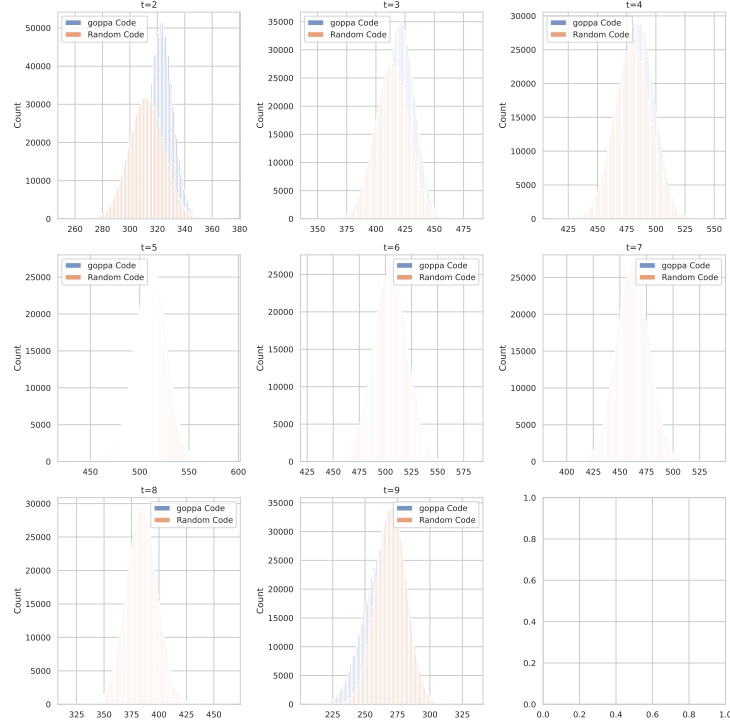 t=2
goppa Code
Random Code
Count
50000
40000
30000
20000
10000
0
260 280 300 320 340 360 380
t=3
goppa Code
Random Code
Count
35000
30000
25000
20000
15000
10000
5000
0
350 375 400 425 450 475
t=4
goppa Code
Random Code
Count
30000
25000
20000
15000
10000
5000
0
425 450 475 500 525 550
t=5
goppa Code
Random Code
Count
25000
20000
15000
10000
5000
0
450 500 550 600
t=6
goppa Code
Random Code
Count
25000
20000
15000
10000
5000
0
425 450 475 500 525 550 575
t=7
goppa Code
Random Code
Count
25000
20000
15000
10000
5000
0
400 425 450 475 500 525
t=8
goppa Code
Random Code
Count
30000
25000
20000
15000
10000
5000
0
325 350 375 400 425 450
t=9
goppa Code
Random Code
Count
35000
30000
25000
20000
15000
10000
5000
0
225 250 275 300 325
1.0
0.8
0.6
0.4
0.2
0.0
0.0 0.2 0.4 0.6 0.8 1.0